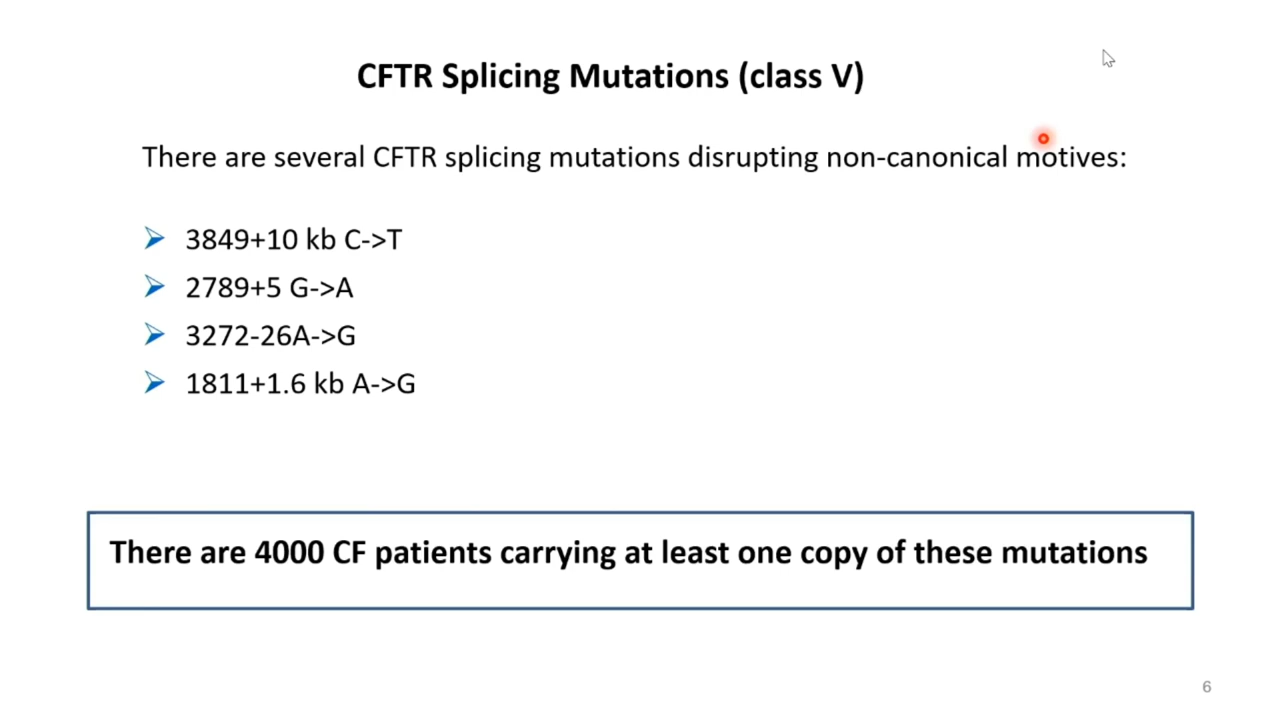 CFTR Splicing Mutations (class V)
There are several CFTR splicing mutations disrupting non-canonical motives:
3849+10 kb C->T
2789+5 G->A
3272-26A->G
1811+1.6 kb A->G
There are 4000 CF patients carrying at least one copy of these mutations
6